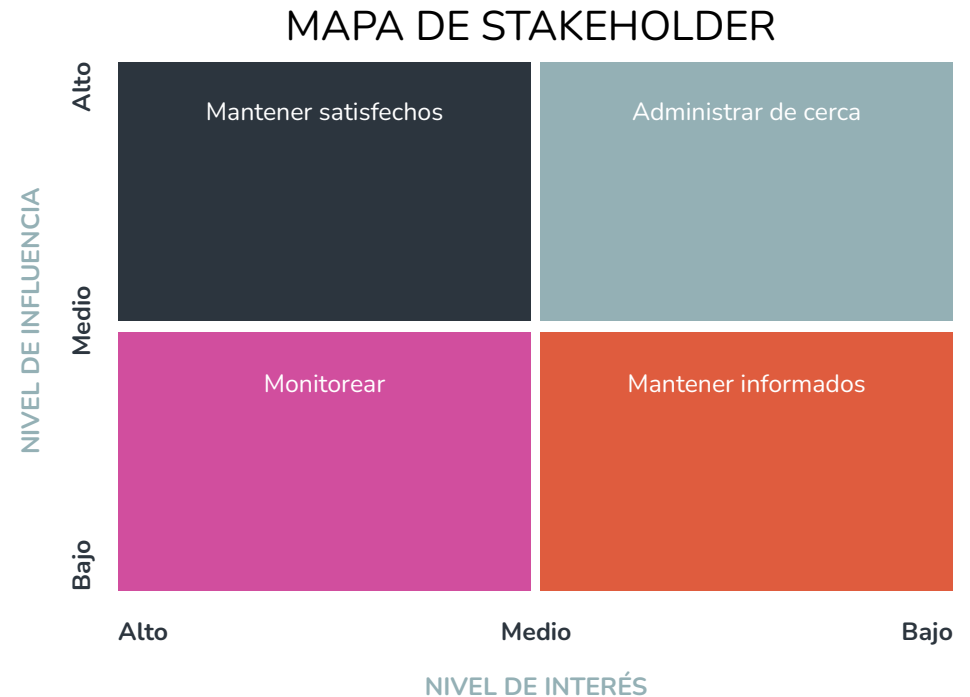 MAPA DE STAKEHOLDER
Alto
Mantener satisfechos
Administrar de cerca
NIVEL DE INFLUENCIA
Medio
Monitorear
Mantener informados
Bajo
Alto
Medio
Bajo
NIVEL DE INTERÉS